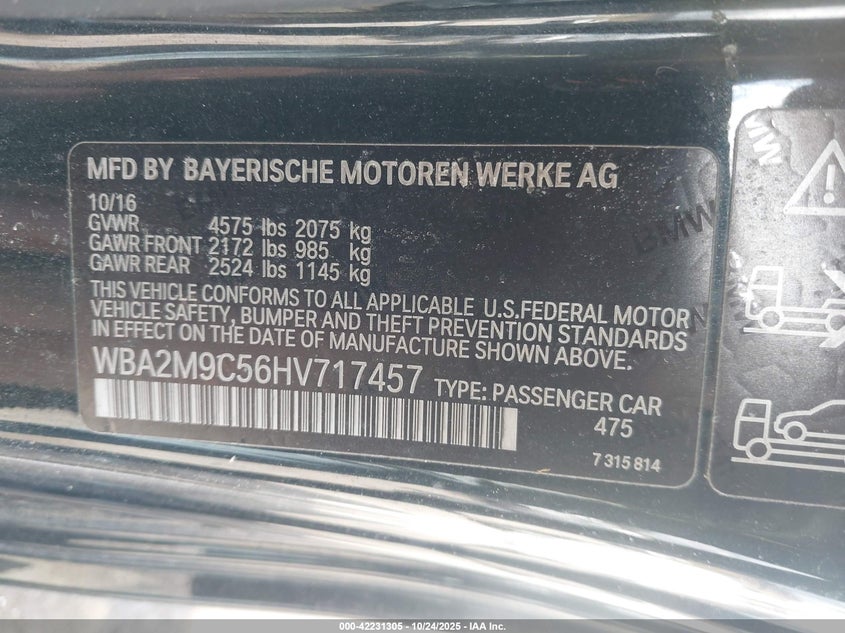 MFD BY BAYERISCHE MOTOREN WERKE AG
10/16
GVWR 4575 lbs 2075 kg
GAWR FRONT 2172 lbs 985 kg
GAWR REAR 2524 lbs 1145 kg
THIS VEHICLE CONFORMS TO ALL APPLICABLE U.S.FEDERAL MOTOR
VEHICLE SAFETY, BUMPER AND THEFT PREVENTION STANDARDS
IN EFFECT ON THE DATE OF MANUFACTURE SHOWN ABOVE.
WBA2M9C56HV717457 TYPE: PASSENGER CAR
475
7 315 814
BMW
BMW
000-42231305 - 10/24/2025 - IAA Inc.